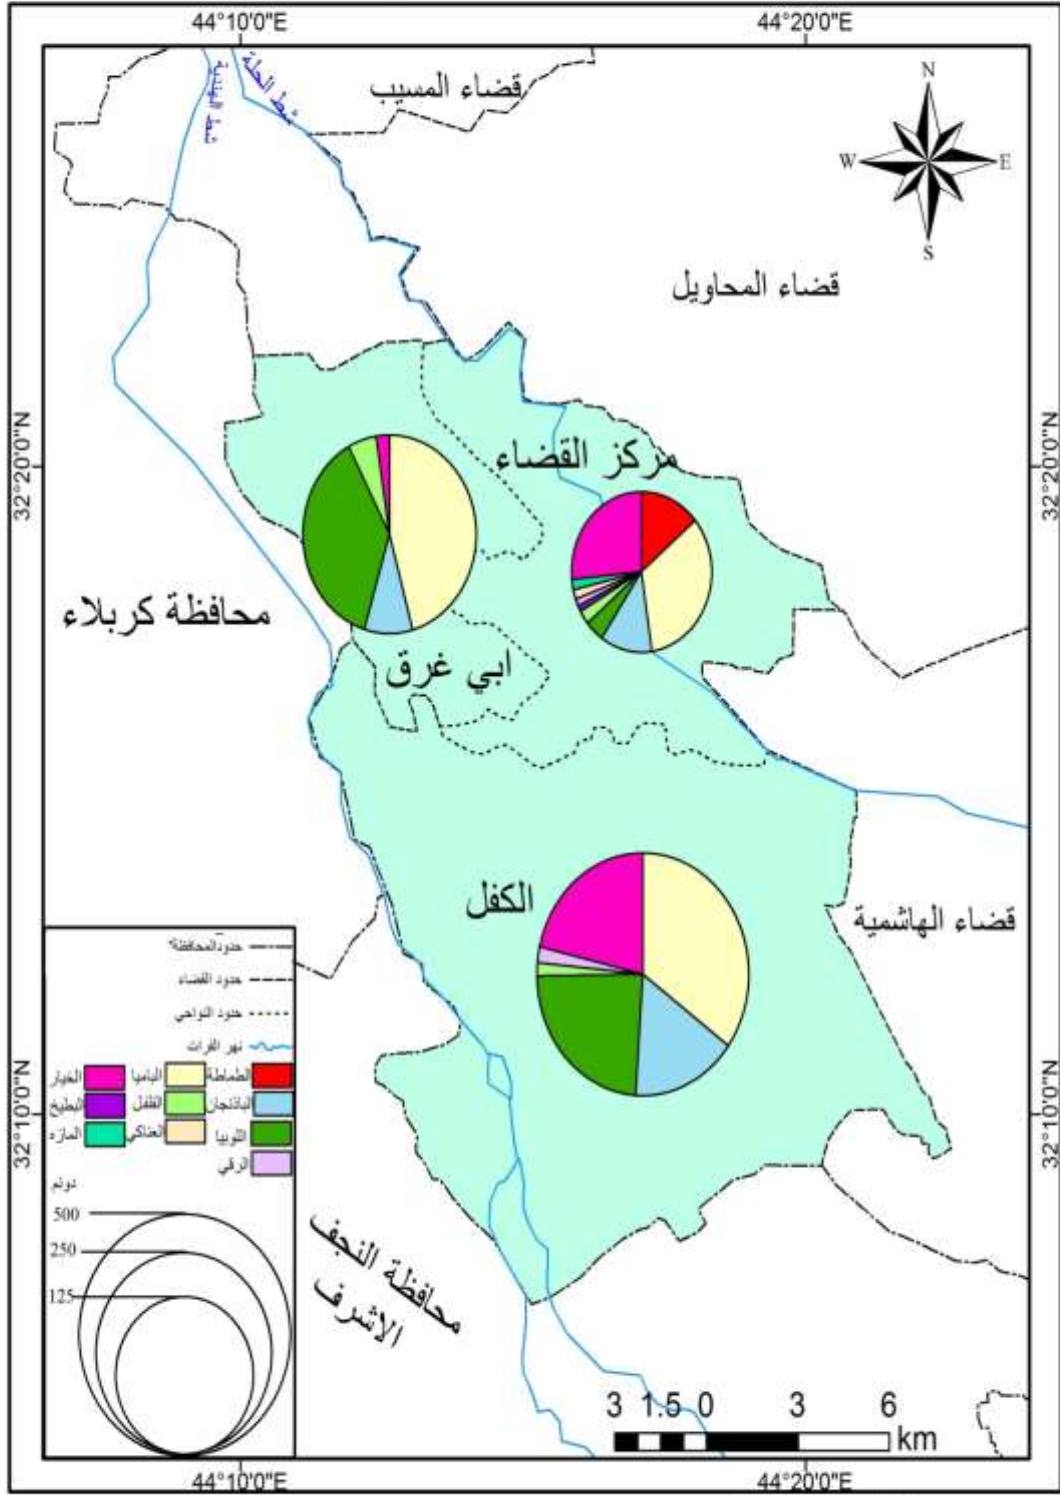 44°10'0"E
44°20'0"E
شط الهندية
شط الحلة
قضاء المسيب
N
W
E
S
قضاء المحاويل
32°20'0"N
32°20'0"N
مركز القضاء
محافظة كربلاء
ابي غرق
الكفل
قضاء الهاشمية
حدود المحافظة
حدود القضاء
حدود النواحي
نهر الفرات
الطماطة
الباميا
الخيار
الباذنجان
الفلفل
البطيخ
اللوبيا
الرقي
دونم
500
250
125
32°10'0"N
32°10'0"N
محافظة النجف
الاشرف
3 1.5 0 3 6
km
44°10'0"E
44°20'0"E